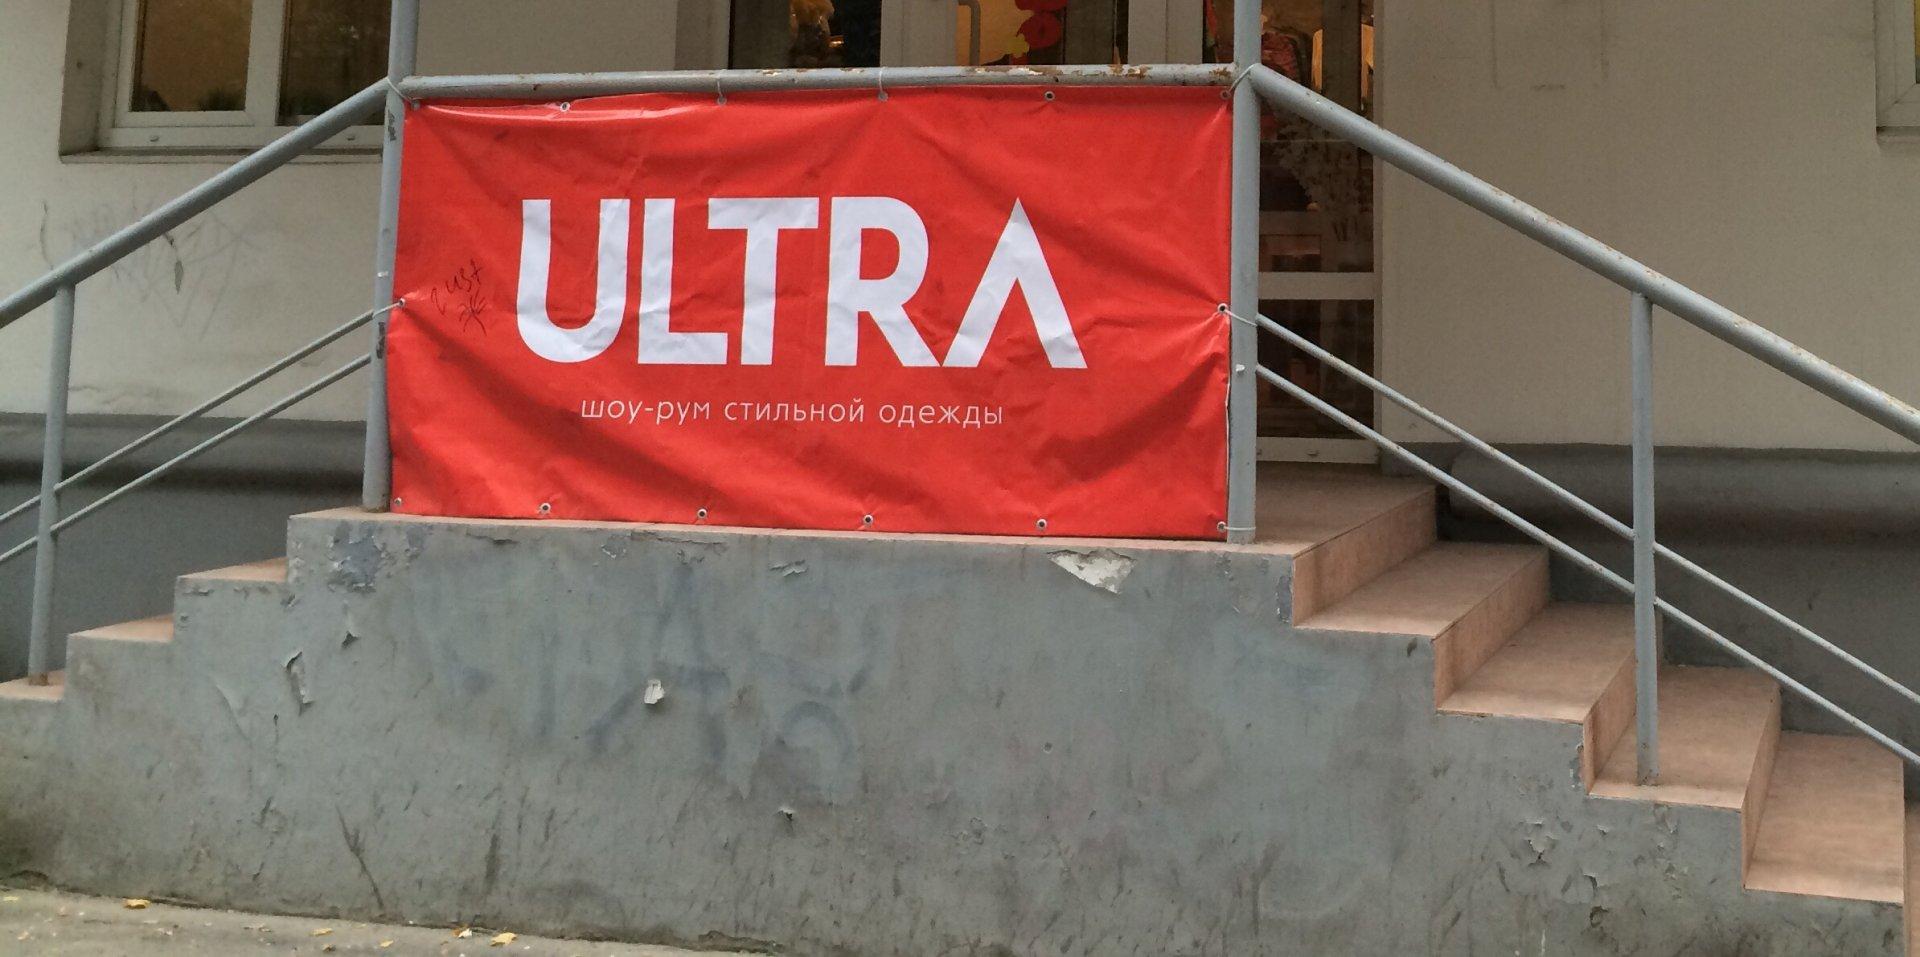 ULTRA
шоу-рум стильной одежды